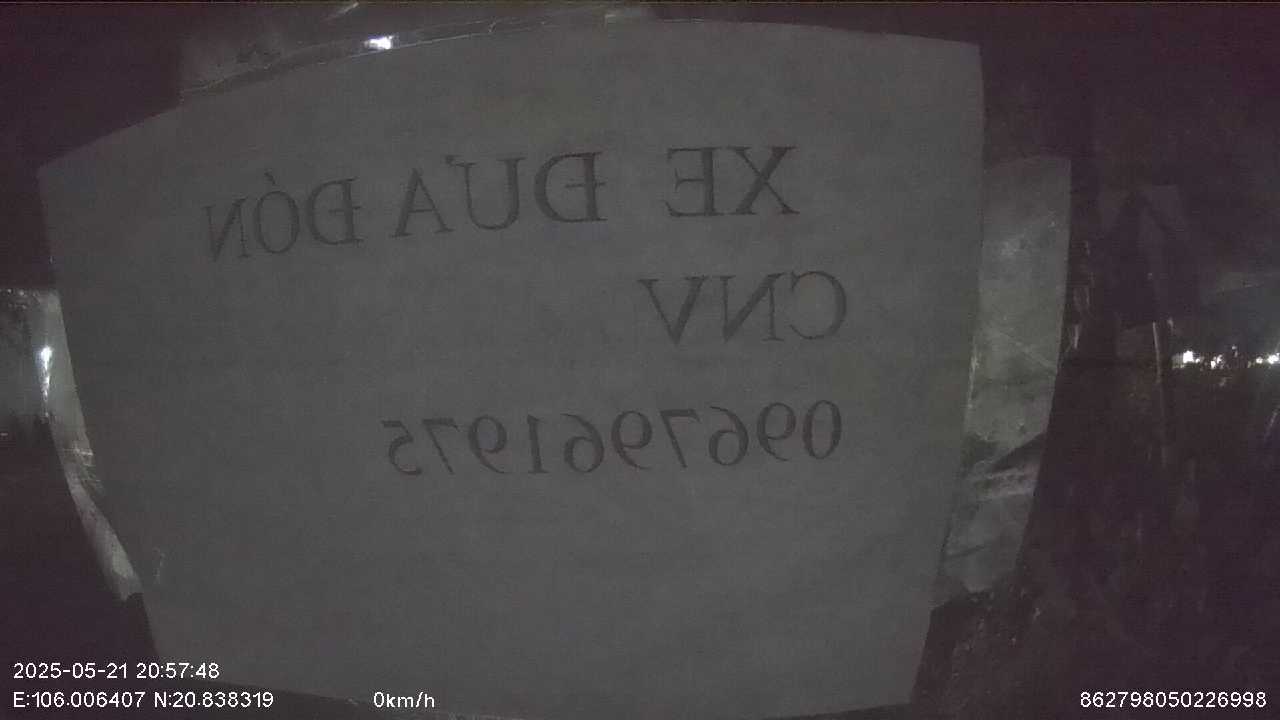 XE ĐƯA ĐÓN
CNV
0967961975
2025-05-21 20:57:48
E:106.006407 N:20.838319 0km/h
862798050226998